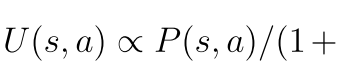 U(s, a) ∝ P(s, a)/(1 +